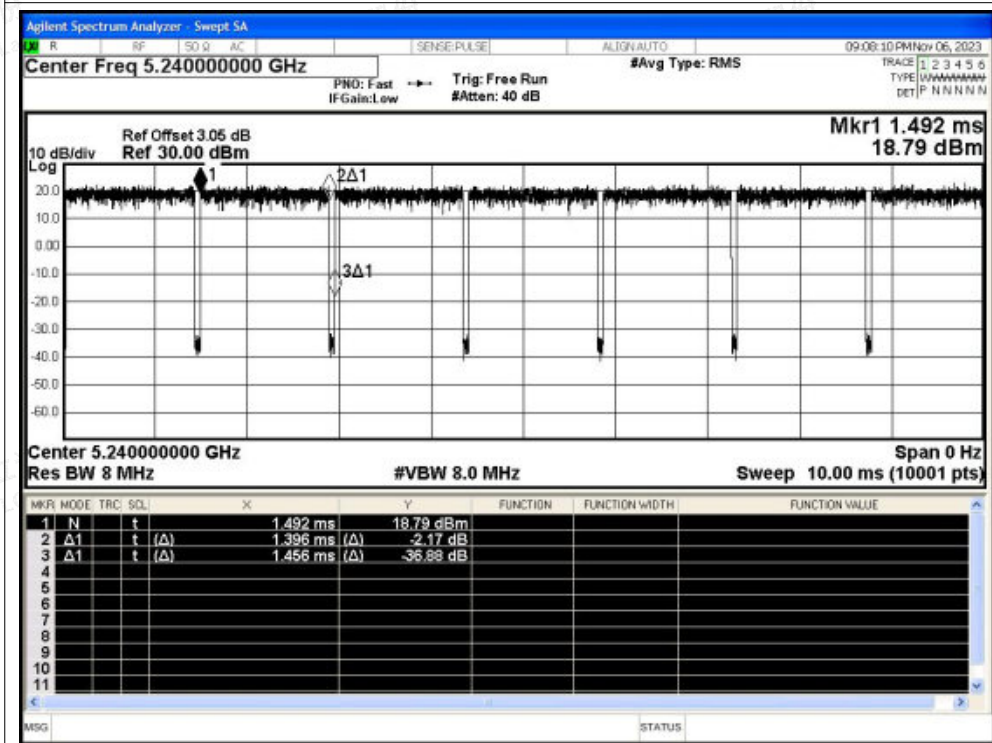 Agilent Spectrum Analyzer - Swept SA
LXI R RF 50 Ω AC SENSE:PULSE ALIGN AUTO 09:08:10 PM Nov 06, 2023
Center Freq 5.240000000 GHz
PNO: Fast
IFGain:Low
Trig: Free Run
#Atten: 40 dB
#Avg Type: RMS
TRACE 1 2 3 4 5 6
TYPE WWWWWW
DET P N N N N N
Ref Offset 3.05 dB
10 dB/div Ref 30.00 dBm
Log
Mkr1 1.492 ms
18.79 dBm
1
2Δ1
3Δ1
20.0
10.0
0.00
-10.0
-20.0
-30.0
-40.0
-50.0
-60.0
Center 5.240000000 GHz Span 0 Hz
Res BW 8 MHz #VBW 8.0 MHz Sweep 10.00 ms (10001 pts)
MKR MODE TRC SCL X Y FUNCTION FUNCTION WIDTH FUNCTION VALUE
1 N t 1.492 ms 18.79 dBm
2 Δ1 t (Δ) 1.396 ms (Δ) -2.17 dB
3 Δ1 t (Δ) 1.456 ms (Δ) -36.88 dB
4
5
6
7
8
9
10
11
MSG STATUS